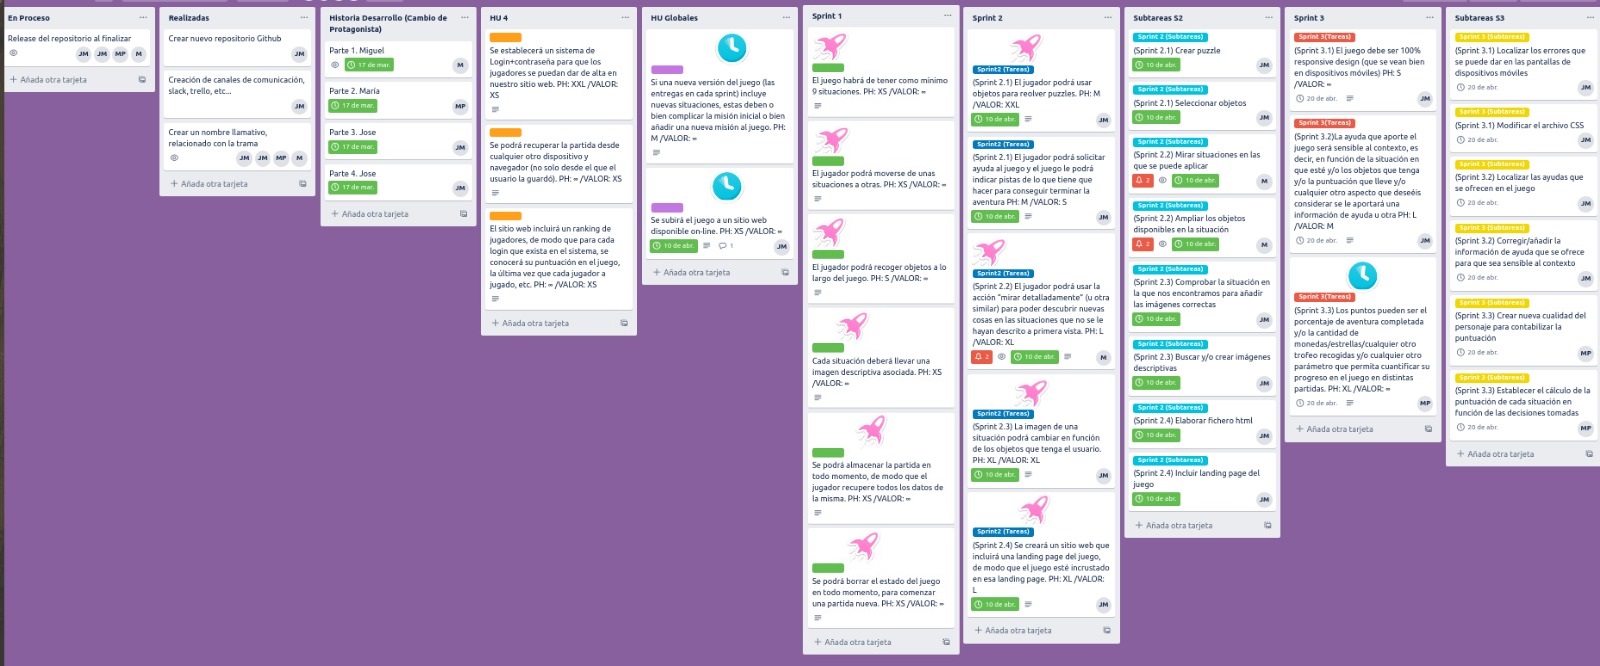 En Proceso
Release del repositorio al finalizar
JM JM MP M
+ Añada otra tarjeta
Realizadas
Crear nuevo repositorio Github
JM
Creación de canales de comunicación,
slack, trello, etc...
JM
Crear un nombre llamativo,
relacionado con la trama
JM JM MP M
+ Añada otra tarjeta
Historia Desarrollo (Cambio de
Protagonista)
Parte 1. Miguel
17 de mar.
M
Parte 2. María
17 de mar.
MP
Parte 3. Jose
17 de mar.
JM
Parte 4. Jose
17 de mar.
JM
+ Añada otra tarjeta
HU 4
Se establecerá un sistema de
Login+contraseña para que los
jugadores se puedan dar de alta en
nuestro sitio web. PH: XXL /VALOR:
XS
Se podrá recuperar la partida desde
cualquier otro dispositivo y
navegador (no solo desde el que el
usuario la guardó). PH: ∞ /VALOR: XS
El sitio web incluirá un ranking de
jugadores, de modo que para cada
login que exista en el sistema, se
conocerá su puntuación en el juego,
la última vez que cada jugador a
jugado, etc. PH: ∞ /VALOR: XS
+ Añada otra tarjeta
HU Globales
Si una nueva versión del juego (las
entregas en cada sprint) incluye
nuevas situaciones, estas deben o
bien complicar la misión inicial o bien
añadir una nueva misión al juego. PH:
M /VALOR: ∞
Se subirá el juego a un sitio web
disponible on-line. PH: XS /VALOR: ∞
10 de abr.
1
JM
+ Añada otra tarjeta
Sprint 1
El juego habrá de tener como mínimo
9 situaciones. PH: XS /VALOR: ∞
El jugador podrá moverse de unas
situaciones a otras. PH: XS /VALOR: ∞
El jugador podrá recoger objetos a lo
largo del juego. PH: S /VALOR: ∞
Cada situación deberá llevar una
imagen descriptiva asociada. PH: XS
/VALOR: ∞
Se podrá almacenar la partida en
todo momento, de modo que el
jugador recupere todos los datos de
la misma. PH: XS /VALOR: ∞
Se podrá borrar el estado del juego
en todo momento, para comenzar
una partida nueva. PH: XS /VALOR: ∞
+ Añada otra tarjeta
Sprint 2
Sprint2 (Tareas)
(Sprint 2.1) El jugador podrá usar
objetos para reolver puzzles. PH: M
/VALOR: XXL
10 de abr.
JM
Sprint2 (Tareas)
(Sprint 2.1) El jugador podrá solicitar
ayuda al juego y el juego le podrá
indicar pistas de lo que tiene que
hacer para conseguir terminar la
aventura PH: M /VALOR: S
10 de abr.
JM
Sprint2 (Tareas)
(Sprint 2.2) El jugador podrá usar la
acción "mirar detalladamente" (u otra
similar) para poder descubrir nuevas
cosas en las situaciones que no se le
hayan descrito a primera vista. PH: L
/VALOR: XL
2
10 de abr.
M
Sprint2 (Tareas)
(Sprint 2.3) La imagen de una
situación podrá cambiar en función
de los objetos que tenga el usuario.
PH: XL /VALOR: XL
10 de abr.
JM
Sprint2 (Tareas)
(Sprint 2.4) Se creará un sitio web que
incluirá una landing page del juego,
de modo que el juego esté incrustado
en esa landing page. PH: XL /VALOR:
L
10 de abr.
JM
+ Añada otra tarjeta
Subtareas S2
Sprint 2 (Subtareas)
(Sprint 2.1) Crear puzzle
10 de abr.
JM
Sprint 2 (Subtareas)
(Sprint 2.1) Seleccionar objetos
10 de abr.
JM
Sprint 2 (Subtareas)
(Sprint 2.2) Mirar situaciones en las
que se puede aplicar
2
10 de abr.
M
Sprint 2 (Subtareas)
(Sprint 2.2) Ampliar los objetos
disponibles en la situación
2
10 de abr.
M
Sprint 2 (Subtareas)
(Sprint 2.3) Comprobar la situación en
la que nos encontramos para añadir
las imágenes correctas
10 de abr.
JM
Sprint 2 (Subtareas)
(Sprint 2.3) Buscar y/o crear imágenes
descriptivas
10 de abr.
JM
Sprint 2 (Subtareas)
(Sprint 2.4) Elaborar fichero html
10 de abr.
JM
Sprint 2 (Subtareas)
(Sprint 2.4) Incluir landing page del
juego
10 de abr.
JM
+ Añada otra tarjeta
Sprint 3
Sprint 3(Tareas)
(Sprint 3.1) El juego debe ser 100%
responsive design (que se vean bien
en dispositivos móviles) PH: S
/VALOR: ∞
20 de abr.
JM
Sprint 3(Tareas)
(Sprint 3.2)La ayuda que aporte el
juego será sensible al contexto, es
decir, en función de la situación en
que esté y/o los objetos que tenga
y/o la puntuación que lleve y/o
cualquier otro aspecto que deseéis
considerar se le aportará una
información de ayuda u otra PH: L
/VALOR: M
20 de abr.
JM
Sprint 3(Tareas)
(Sprint 3.3) Los puntos pueden ser el
porcentaje de aventura completada
y/o la cantidad de
monedas/estrellas/cualquier otro
trofeo recogidas y/o cualquier otro
parámetro que permita cuantificar su
progreso en el juego en distintas
partidas. PH: XL /VALOR: ∞
20 de abr.
MP
+ Añada otra tarjeta
Subtareas S3
Sprint 3 (Subtareas)
(Sprint 3.1) Localizar los errores que
se puede dar en las pantallas de
dispositivos móviles
20 de abr.
JM
Sprint 3 (Subtareas)
(Sprint 3.1) Modificar el archivo CSS
20 de abr.
JM
Sprint 3 (Subtareas)
(Sprint 3.2) Localizar las ayudas que
se ofrecen en el juego
20 de abr.
JM
Sprint 3 (Subtareas)
(Sprint 3.2) Corregir/añadir la
información de ayuda que se ofrece
para que sea sensible al contexto
20 de abr.
JM
Sprint 3 (Subtareas)
(Sprint 3.3) Crear nueva cualidad del
personaje para contabilizar la
puntuación
20 de abr.
MP
Sprint 3 (Subtareas)
(Sprint 3.3) Establecer el cálculo de la
puntuación de cada situación en
función de las decisiones tomadas
20 de abr.
MP
+ Añada otra tarjeta